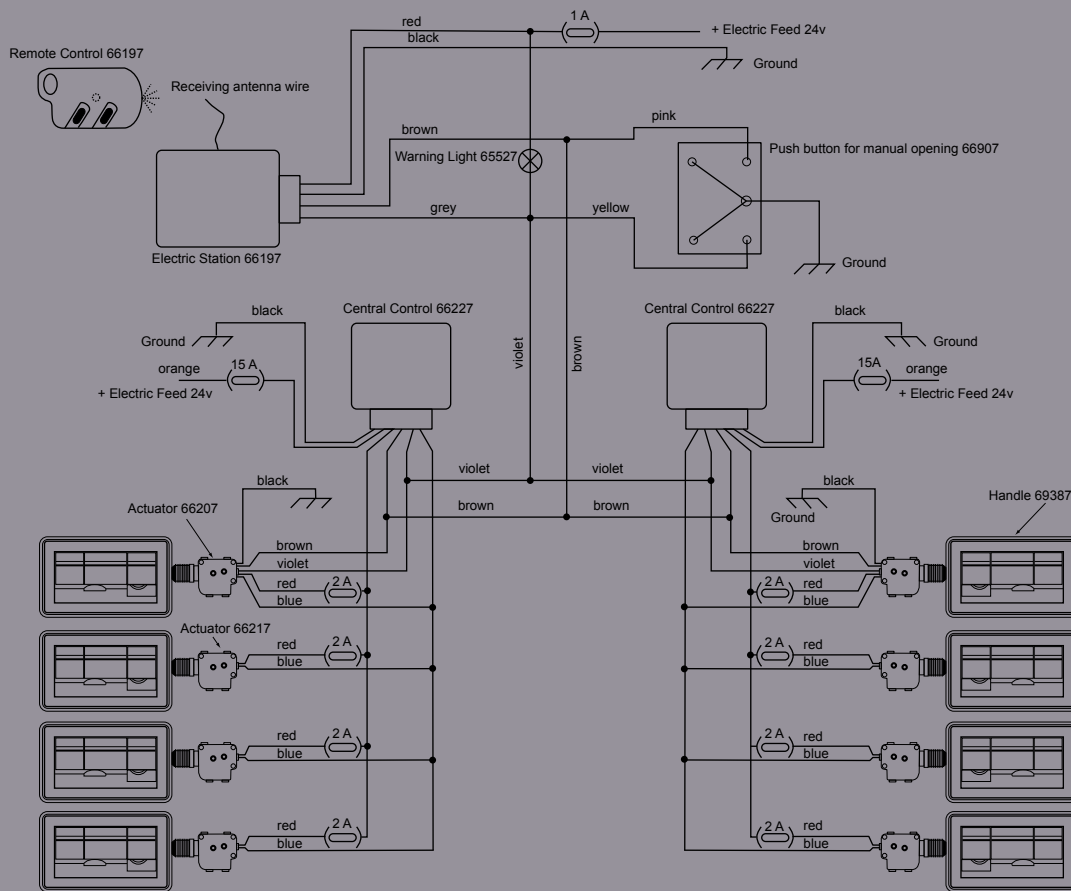 red
1 A
+ Electric Feed 24v
black
Remote Control 66197
Ground
Receiving antenna wire
pink
brown
Warning Light 65527
Push button for manual opening 66907
grey
yellow
Electric Station 66197
Ground
black
Central Control 66227
Central Control 66227
black
Ground
Ground
violet
brown
orange
15 A
15A
orange
+ Electric Feed 24v
+ Electric Feed 24v
violet
violet
black
black
Handle 69387
brown
brown
Actuator 66207
Ground
brown
violet
red
2 A
blue
brown
violet
2 A
red
blue
Actuator 66217
red
2 A
blue
2 A
red
blue
red
2 A
blue
2 A
red
blue
red
2 A
blue
2 A
red
blue